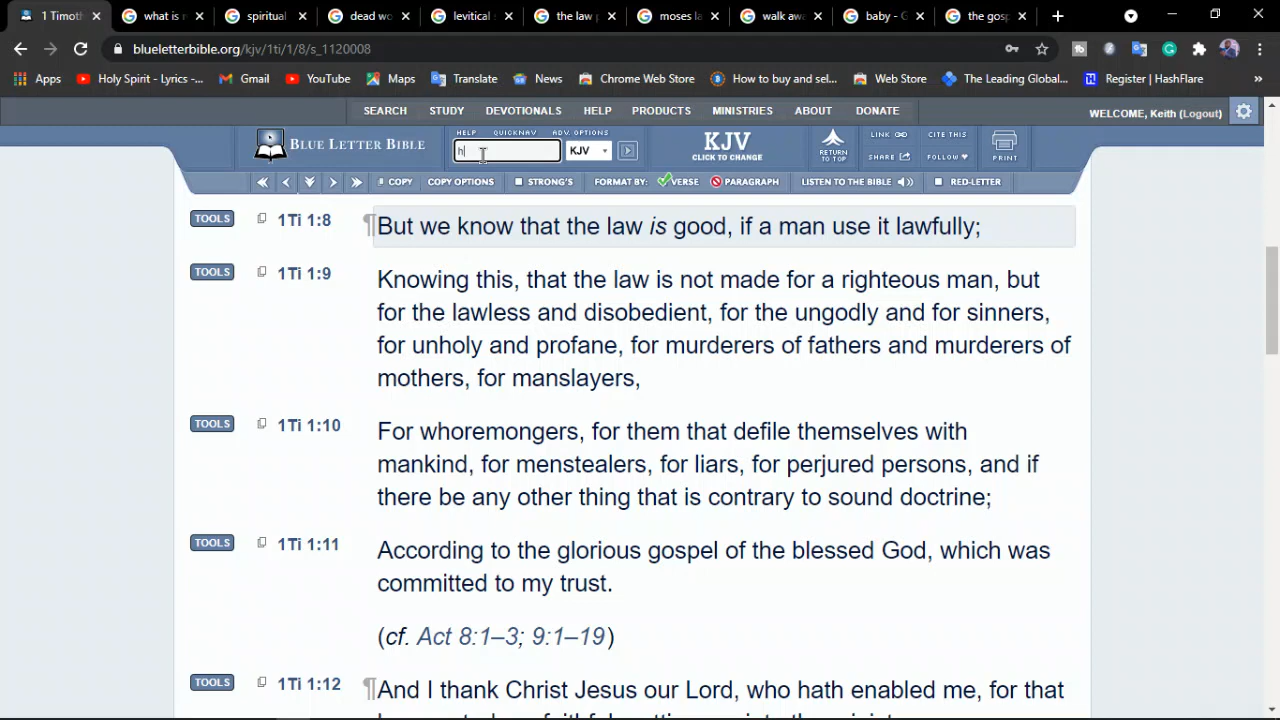 1 Timoth
what is r
spiritual
dead wo
levitical
the law p
moses la
walk awa
baby - G
the gosp
blueletterbible.org/kjv/1ti/1/8/s_1120008
Apps
Holy Spirit - Lyrics -...
Gmail
YouTube
Maps
Translate
News
Chrome Web Store
How to buy and sel...
Web Store
The Leading Global...
Register | HashFlare
»
SEARCH STUDY DEVOTIONALS HELP PRODUCTS MINISTRIES ABOUT DONATE
WELCOME, Keith (Logout)
BLUE LETTER BIBLE
HELP QUICKNAV ADV. OPTIONS
h
KJV
KJV
CLICK TO CHANGE
RETURN
TO TOP
LINK
CITE THIS
SHARE
FOLLOW
PRINT
COPY COPY OPTIONS STRONG'S FORMAT BY: VERSE PARAGRAPH LISTEN TO THE BIBLE RED-LETTER
TOOLS 1Ti 1:8 ¶But we know that the law is good, if a man use it lawfully;
TOOLS 1Ti 1:9 Knowing this, that the law is not made for a righteous man, but
for the lawless and disobedient, for the ungodly and for sinners,
for unholy and profane, for murderers of fathers and murderers of
mothers, for manslayers,
TOOLS 1Ti 1:10 For whoremongers, for them that defile themselves with
mankind, for menstealers, for liars, for perjured persons, and if
there be any other thing that is contrary to sound doctrine;
TOOLS 1Ti 1:11 According to the glorious gospel of the blessed God, which was
committed to my trust.
(cf. Act 8:1–3; 9:1–19)
TOOLS 1Ti 1:12 ¶And I thank Christ Jesus our Lord, who hath enabled me, for that